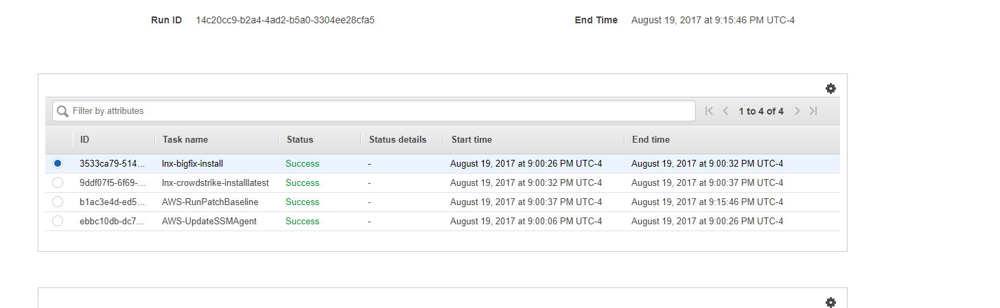 Run ID 14c20cc9-b2a4-4ad2-b5a0-3304ee28cfa5 End Time August 19, 2017 at 9:15:46 PM UTC-4
Filter by attributes 1 to 4 of 4
ID Task name Status Status details Start time End time
3533ca79-514... lnx-bigfix-install Success - August 19, 2017 at 9:00:26 PM UTC-4 August 19, 2017 at 9:00:32 PM UTC-4
9ddf07f5-6f69-... lnx-crowdstrike-installlatest Success - August 19, 2017 at 9:00:32 PM UTC-4 August 19, 2017 at 9:00:37 PM UTC-4
b1ac3e4d-ed5... AWS-RunPatchBaseline Success - August 19, 2017 at 9:00:37 PM UTC-4 August 19, 2017 at 9:15:46 PM UTC-4
ebbc10db-dc7... AWS-UpdateSSMAgent Success - August 19, 2017 at 9:00:06 PM UTC-4 August 19, 2017 at 9:00:26 PM UTC-4